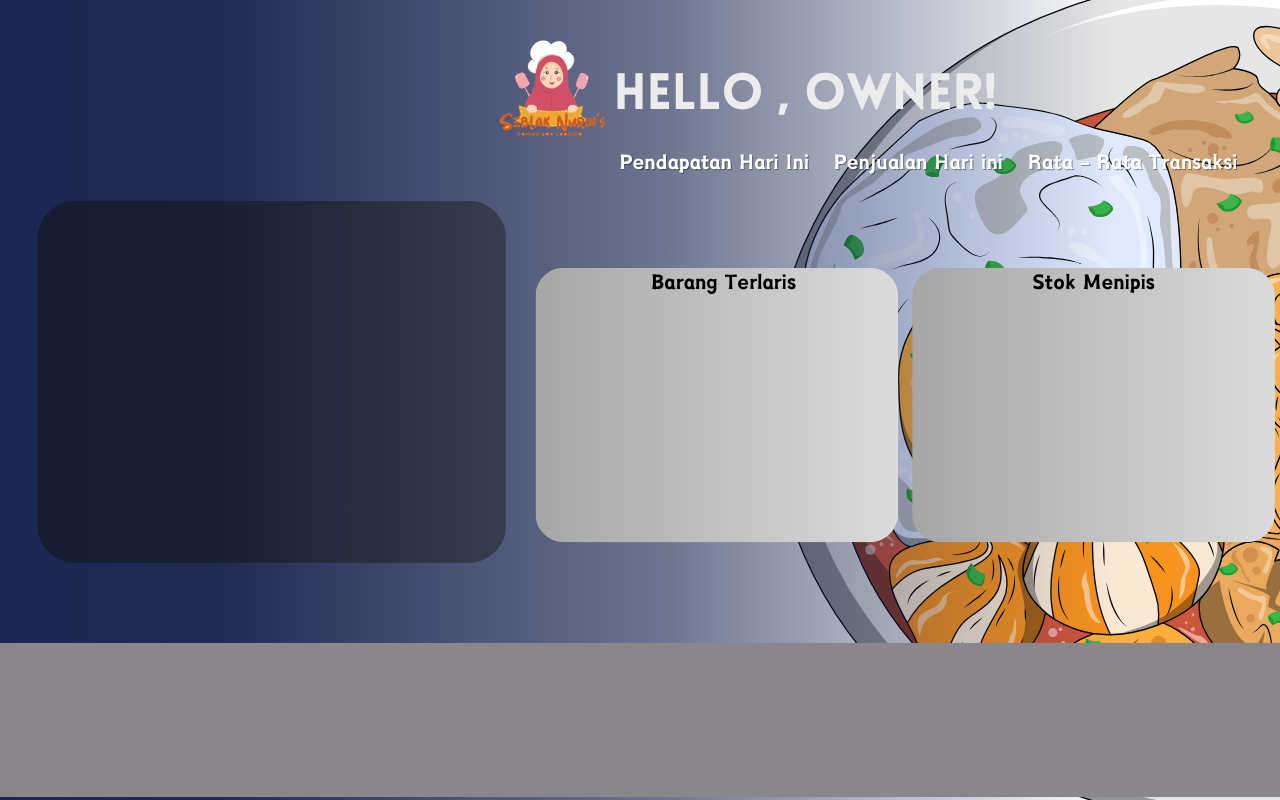 HELLO , OWNER!
SEBLAK NURIN'S
Pendapatan Hari Ini
Penjualan Hari ini
Rata - Rata Transaksi
Barang Terlaris
Stok Menipis